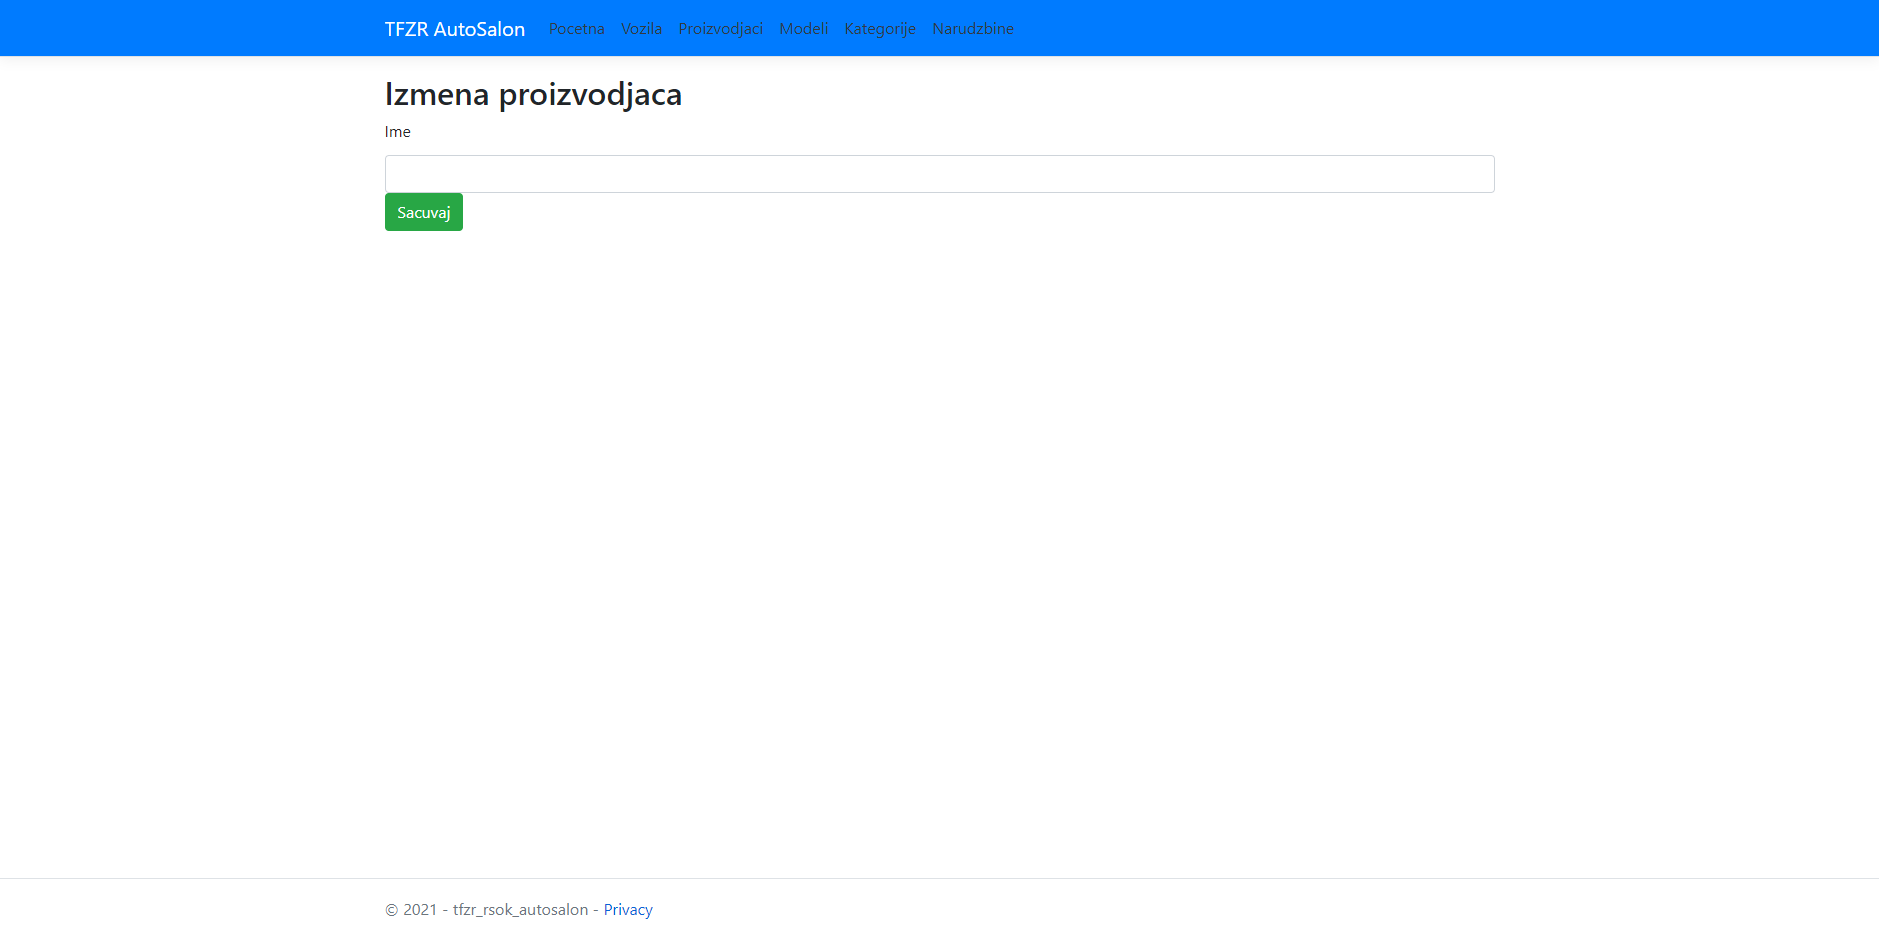 TFZR AutoSalon Pocetna Vozila Proizvodjaci Modeli Kategorije Narudzbine
Izmena proizvodjaca
Ime
Sacuvaj
© 2021 - tfzr_rsok_autosalon - Privacy